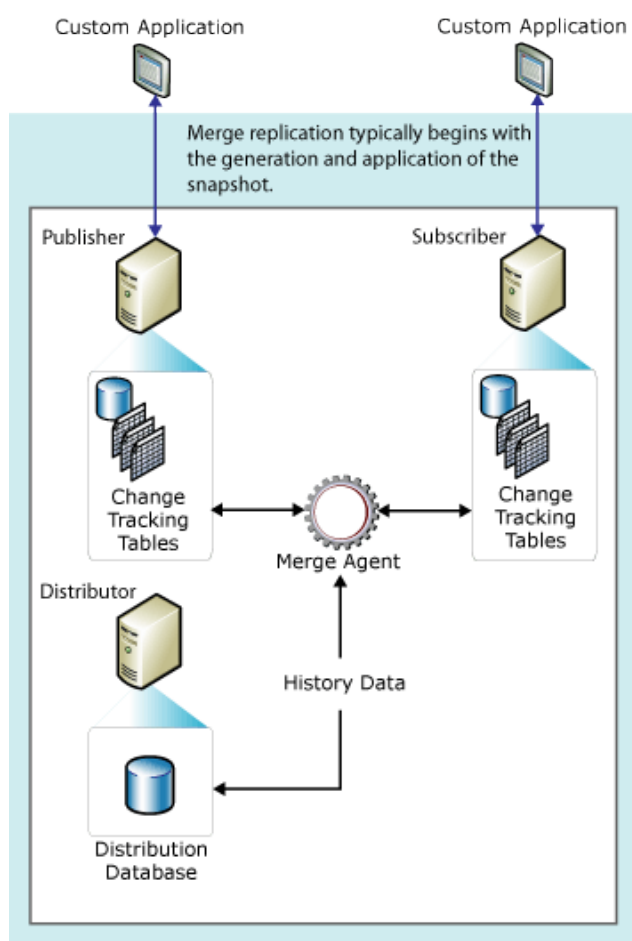 Custom Application
Custom Application
Merge replication typically begins with
the generation and application of the
snapshot.
Publisher
Subscriber
Change
Tracking
Tables
Change
Tracking
Tables
Merge Agent
Distributor
History Data
Distribution
Database